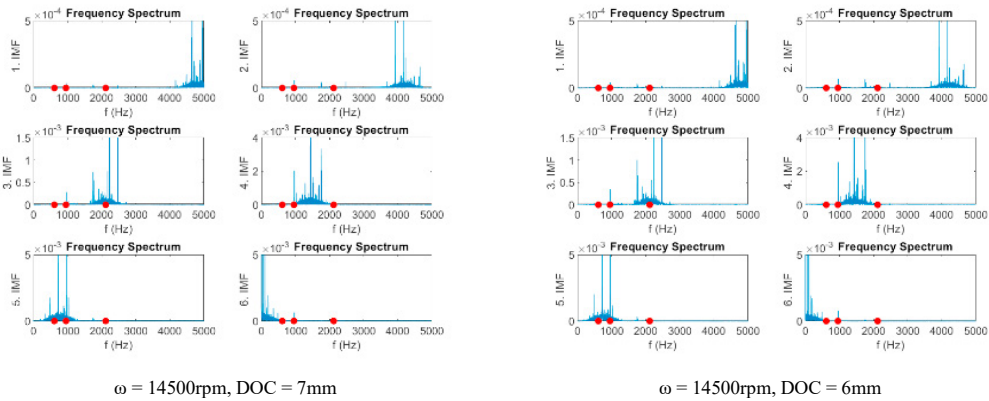 ×10⁻⁴ Frequency Spectrum
5
0
1. IMF
0 1000 2000 3000 4000 5000
f (Hz)
×10⁻⁴ Frequency Spectrum
5
0
2. IMF
0 1000 2000 3000 4000 5000
f (Hz)
×10⁻³ Frequency Spectrum
1.5
1
0.5
0
3. IMF
0 1000 2000 3000 4000 5000
f (Hz)
×10⁻³ Frequency Spectrum
4
2
0
4. IMF
0 1000 2000 3000 4000 5000
f (Hz)
×10⁻³ Frequency Spectrum
5
0
5. IMF
0 1000 2000 3000 4000 5000
f (Hz)
×10⁻³ Frequency Spectrum
5
0
6. IMF
0 1000 2000 3000 4000 5000
f (Hz)
ω = 14500rpm, DOC = 7mm
×10⁻⁴ Frequency Spectrum
5
0
1. IMF
0 1000 2000 3000 4000 5000
f (Hz)
×10⁻⁴ Frequency Spectrum
5
0
2. IMF
0 1000 2000 3000 4000 5000
f (Hz)
×10⁻³ Frequency Spectrum
1.5
1
0.5
0
3. IMF
0 1000 2000 3000 4000 5000
f (Hz)
×10⁻³ Frequency Spectrum
4
2
0
4. IMF
0 1000 2000 3000 4000 5000
f (Hz)
×10⁻³ Frequency Spectrum
5
0
5. IMF
0 1000 2000 3000 4000 5000
f (Hz)
×10⁻³ Frequency Spectrum
5
0
6. IMF
0 1000 2000 3000 4000 5000
f (Hz)
ω = 14500rpm, DOC = 6mm